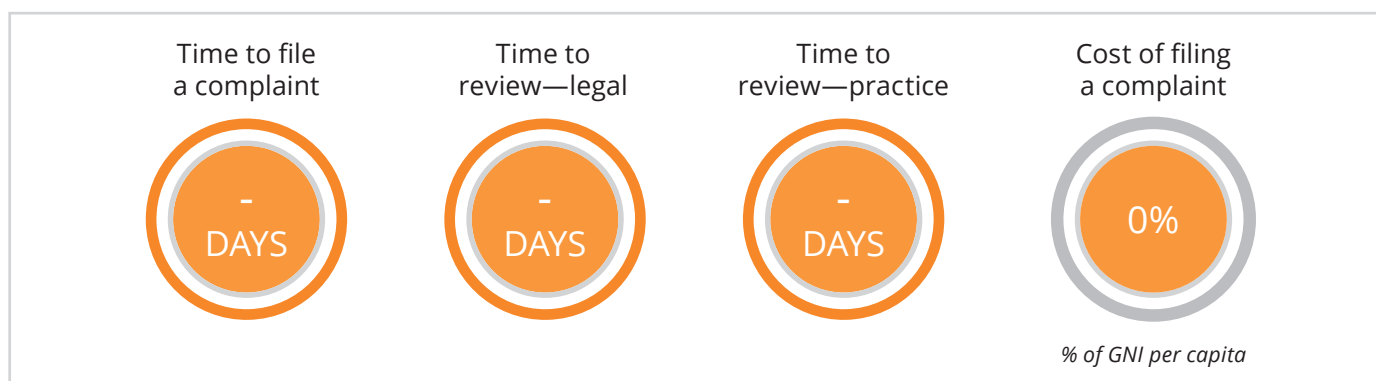 Time to file
a complaint
-
DAYS
Time to
review—legal
-
DAYS
Time to
review—practice
-
DAYS
Cost of filing
a complaint
0%
% of GNI per capita